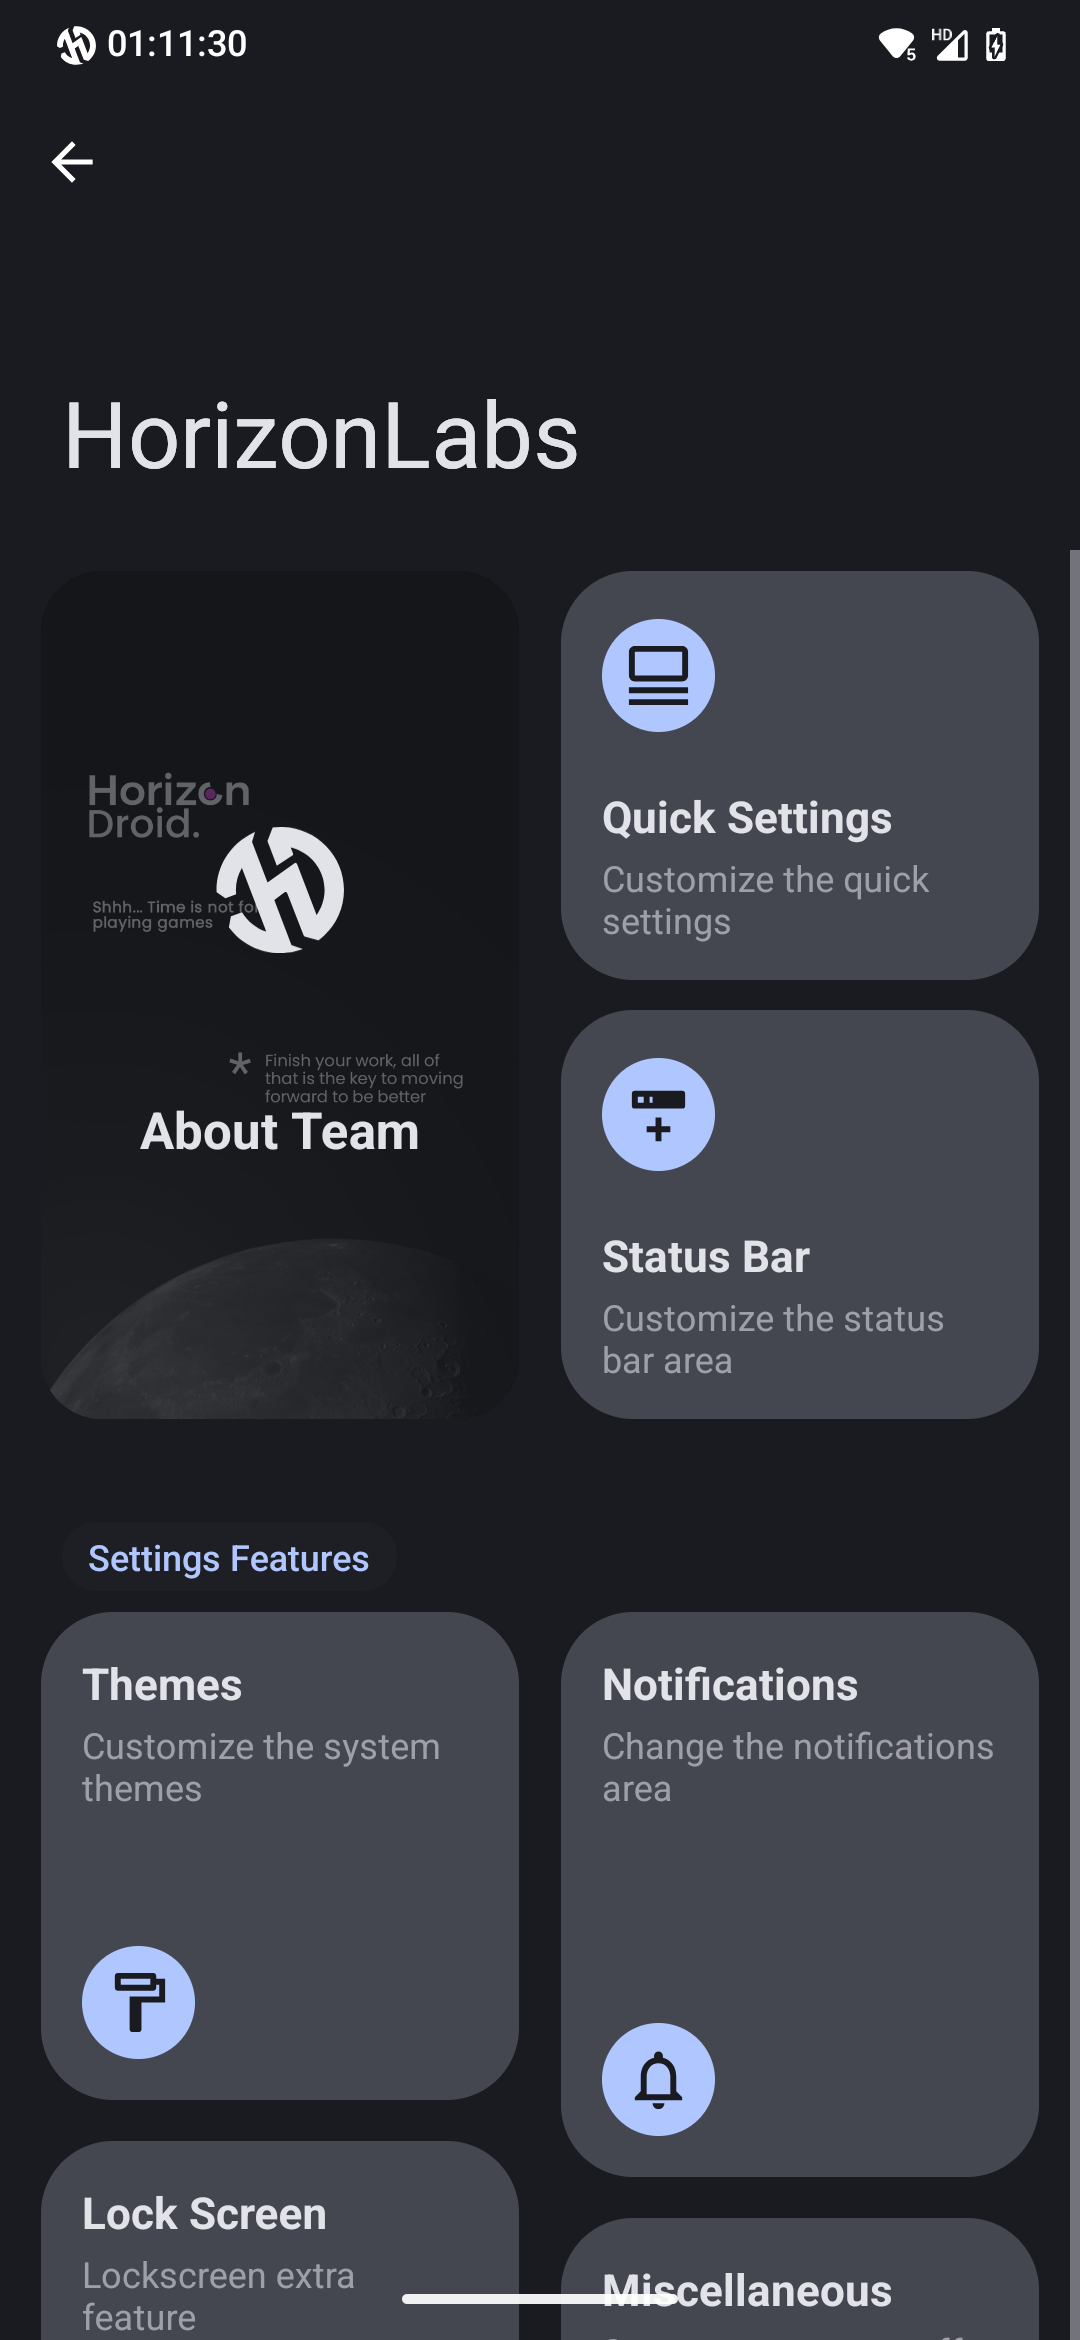 01:11:30
5
HD
HorizonLabs
Horizon
Droid.
Shhh... Time is not for
playing games
* Finish your work, all of
that is the key to moving
forward to be better
About Team
Quick Settings
Customize the quick
settings
Status Bar
Customize the status
bar area
Settings Features
Themes
Customize the system
themes
Notifications
Change the notifications
area
Lock Screen
Lockscreen extra
feature
Miscellaneous